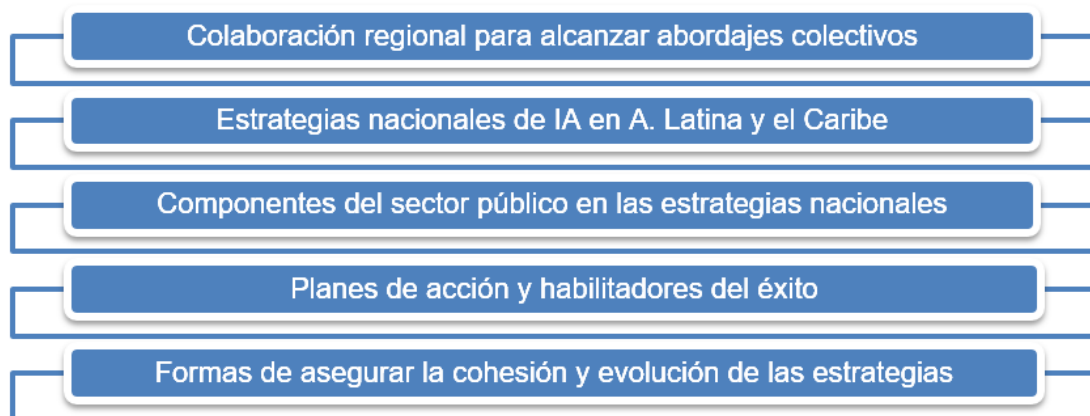 Colaboración regional para alcanzar abordajes colectivos
Estrategias nacionales de IA en A. Latina y el Caribe
Componentes del sector público en las estrategias nacionales
Planes de acción y habilitadores del éxito
Formas de asegurar la cohesión y evolución de las estrategias